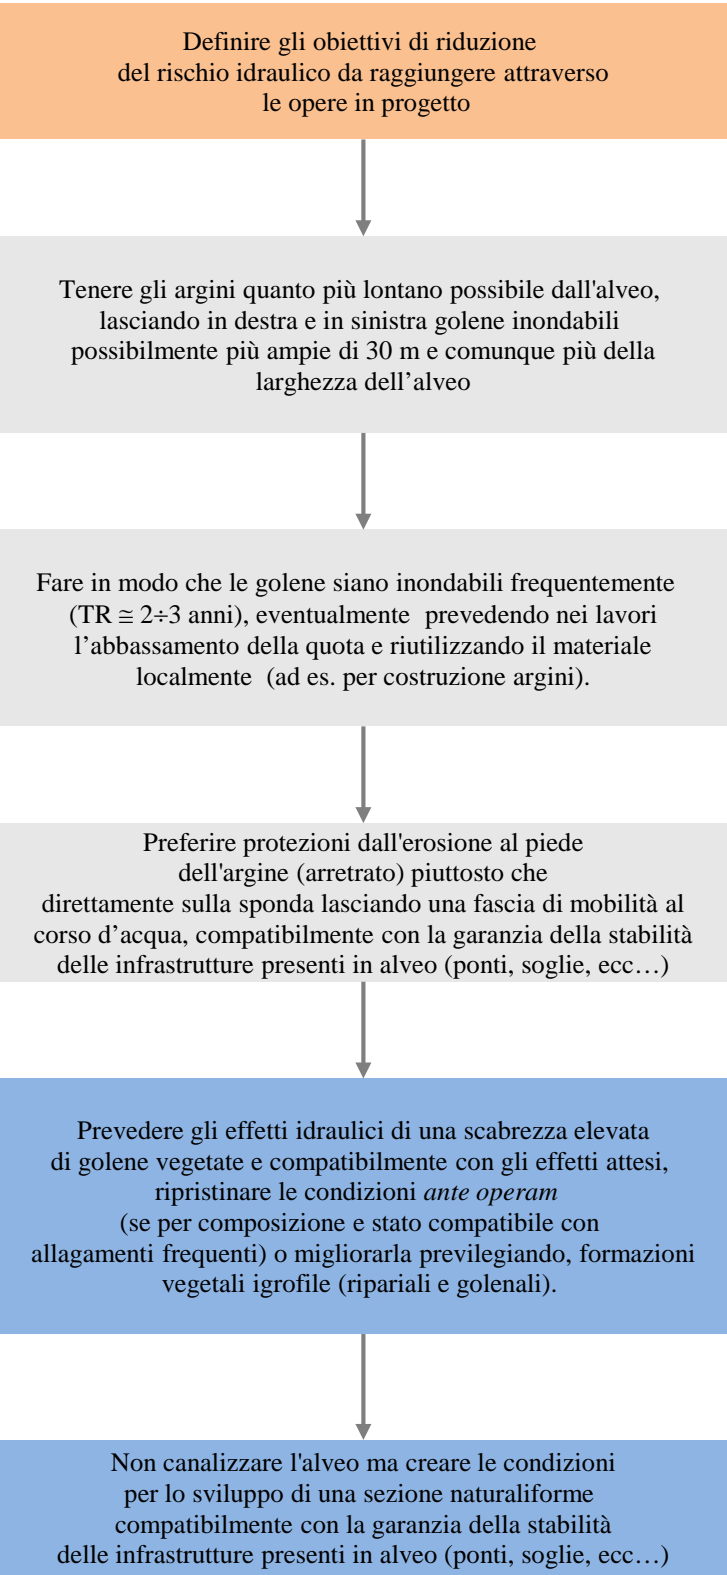 Definire gli obiettivi di riduzione
del rischio idraulico da raggiungere attraverso
le opere in progetto
Tenere gli argini quanto più lontano possibile dall'alveo,
lasciando in destra e in sinistra golene inondabili
possibilmente più ampie di 30 m e comunque più della
larghezza dell’alveo
Fare in modo che le golene siano inondabili frequentemente
(TR ≅ 2÷3 anni), eventualmente prevedendo nei lavori
l’abbassamento della quota e riutilizzando il materiale
localmente (ad es. per costruzione argini).
Preferire protezioni dall'erosione al piede
dell'argine (arretrato) piuttosto che
direttamente sulla sponda lasciando una fascia di mobilità al
corso d’acqua, compatibilmente con la garanzia della stabilità
delle infrastrutture presenti in alveo (ponti, soglie, ecc…)
Prevedere gli effetti idraulici di una scabrezza elevata
di golene vegetate e compatibilmente con gli effetti attesi,
ripristinare le condizioni ante operam
(se per composizione e stato compatibile con
allagamenti frequenti) o migliorarla previlegiando, formazioni
vegetali igrofile (ripariali e golenali).
Non canalizzare l'alveo ma creare le condizioni
per lo sviluppo di una sezione naturaliforme
compatibilmente con la garanzia della stabilità
delle infrastrutture presenti in alveo (ponti, soglie, ecc…)